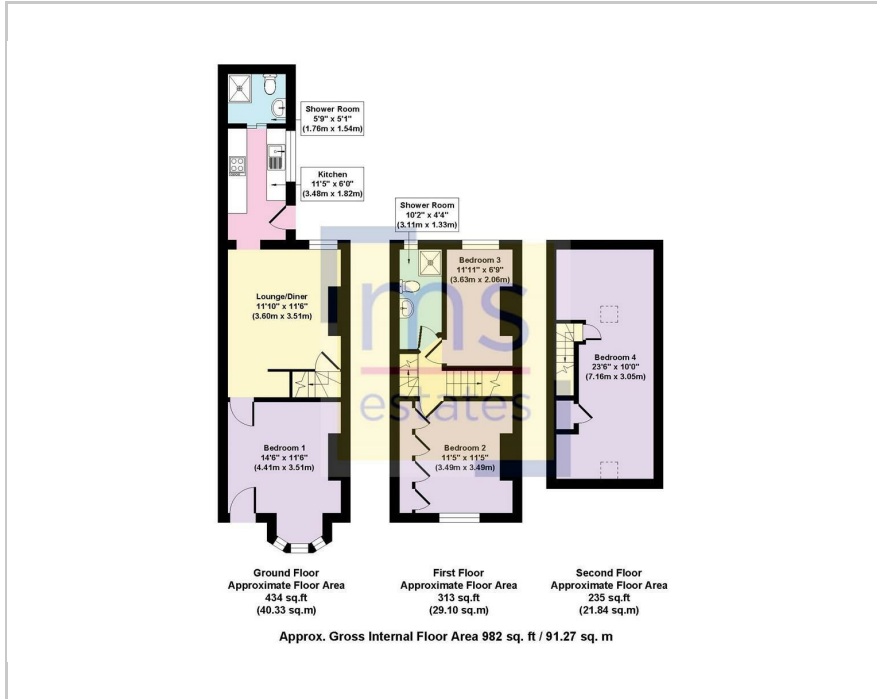 Shower Room
5'9" x 5'1"
(1.76m x 1.54m)
Kitchen
11'5" x 6'0"
(3.48m x 1.82m)
Lounge/Diner
11'10" x 11'6"
(3.60m x 3.51m)
Bedroom 1
14'6" x 11'6"
(4.41m x 3.51m)
Shower Room
10'2" x 4'4"
(3.11m x 1.33m)
Bedroom 3
11'11" x 6'9"
(3.63m x 2.06m)
Bedroom 2
11'5" x 11'5"
(3.49m x 3.49m)
Bedroom 4
23'6" x 10'0"
(7.16m x 3.05m)
ms
estates
Ground Floor
Approximate Floor Area
434 sq.ft
(40.33 sq.m)
First Floor
Approximate Floor Area
313 sq.ft
(29.10 sq.m)
Second Floor
Approximate Floor Area
235 sq.ft
(21.84 sq.m)
Approx. Gross Internal Floor Area 982 sq. ft / 91.27 sq. m